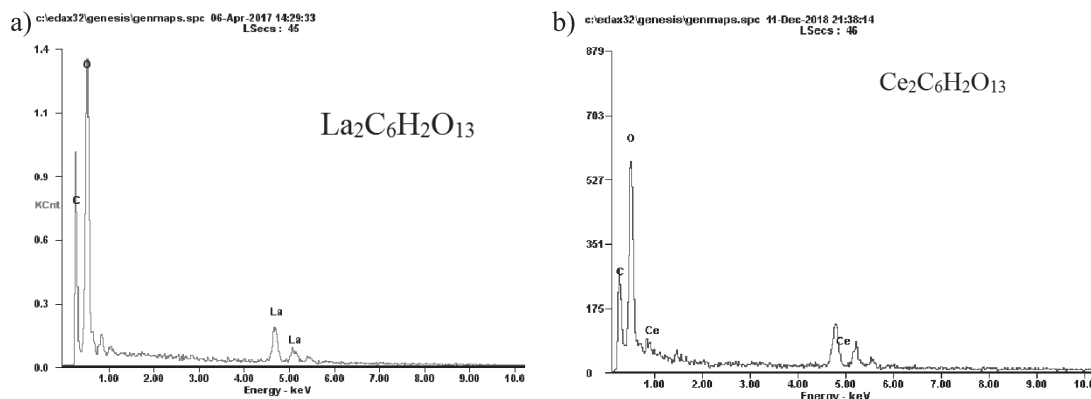 a)
c:\edax32\genesis\genmaps.spc 06-Apr-2017 14:29:33
LSecs : 45
1.4
1.1
0.9
KCnt
0.6
0.3
0.0
C
O
La
La
La₂C₆H₂O₁₃
1.00 2.00 3.00 4.00 5.00 6.00 7.00 8.00 9.00 10.0
Energy - keV
b)
c:\edax32\genesis\genmaps.spc 11-Dec-2018 21:38:14
LSecs : 46
879
703
527
351
175
0
C
O
Ce
Ce
Ce₂C₆H₂O₁₃
1.00 2.00 3.00 4.00 5.00 6.00 7.00 8.00 9.00 10.0
Energy - keV